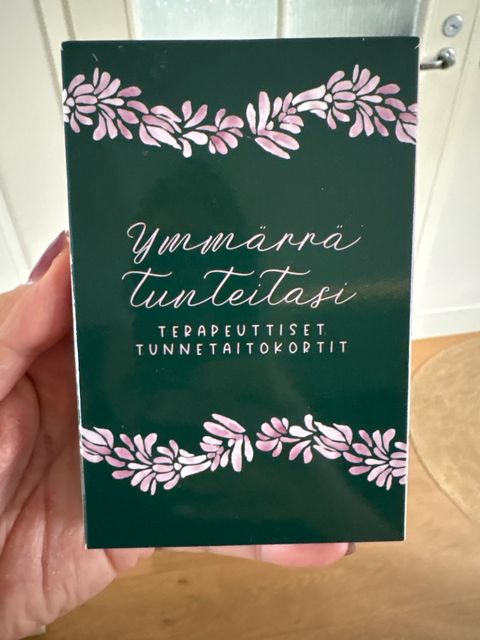 Ymmärrä
tunteitasi
TERAPEUTTISET
TUNNETAITOKORTIT